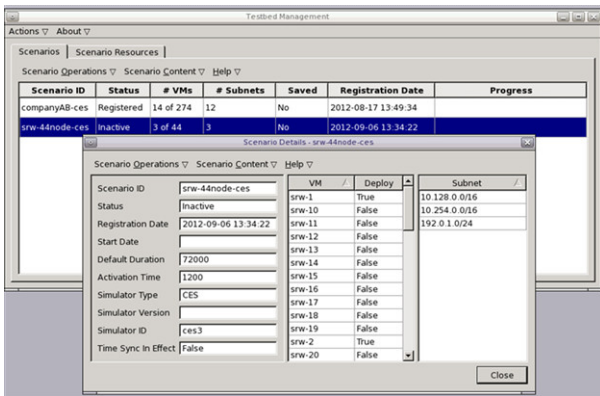 Testbed Management
Actions ▽ About ▽
Scenarios Scenario Resources
Scenario Operations ▽ Scenario Content ▽ Help ▽
Scenario ID Status # VMs # Subnets Saved Registration Date Progress
companyAB-ces Registered 14 of 274 12 No 2012-08-17 13:49:34
srw-44node-ces Inactive 3 of 44 3 No 2012-09-06 13:34:22
Scenario Details - srw-44node-ces
Scenario Operations ▽ Scenario Content ▽ Help ▽
Scenario ID srw-44node-ces
Status Inactive
Registration Date 2012-09-06 13:34:22
Start Date
Default Duration 72000
Activation Time 1200
Simulator Type CES
Simulator Version
Simulator ID ces3
Time Sync In Effect False
VM Deploy
srw-1 True
srw-10 False
srw-11 False
srw-12 False
srw-13 False
srw-14 False
srw-15 False
srw-16 False
srw-17 False
srw-18 False
srw-19 False
srw-2 True
srw-20 False
Subnet
10.128.0.0/16
10.254.0.0/16
192.0.1.0/24
Close